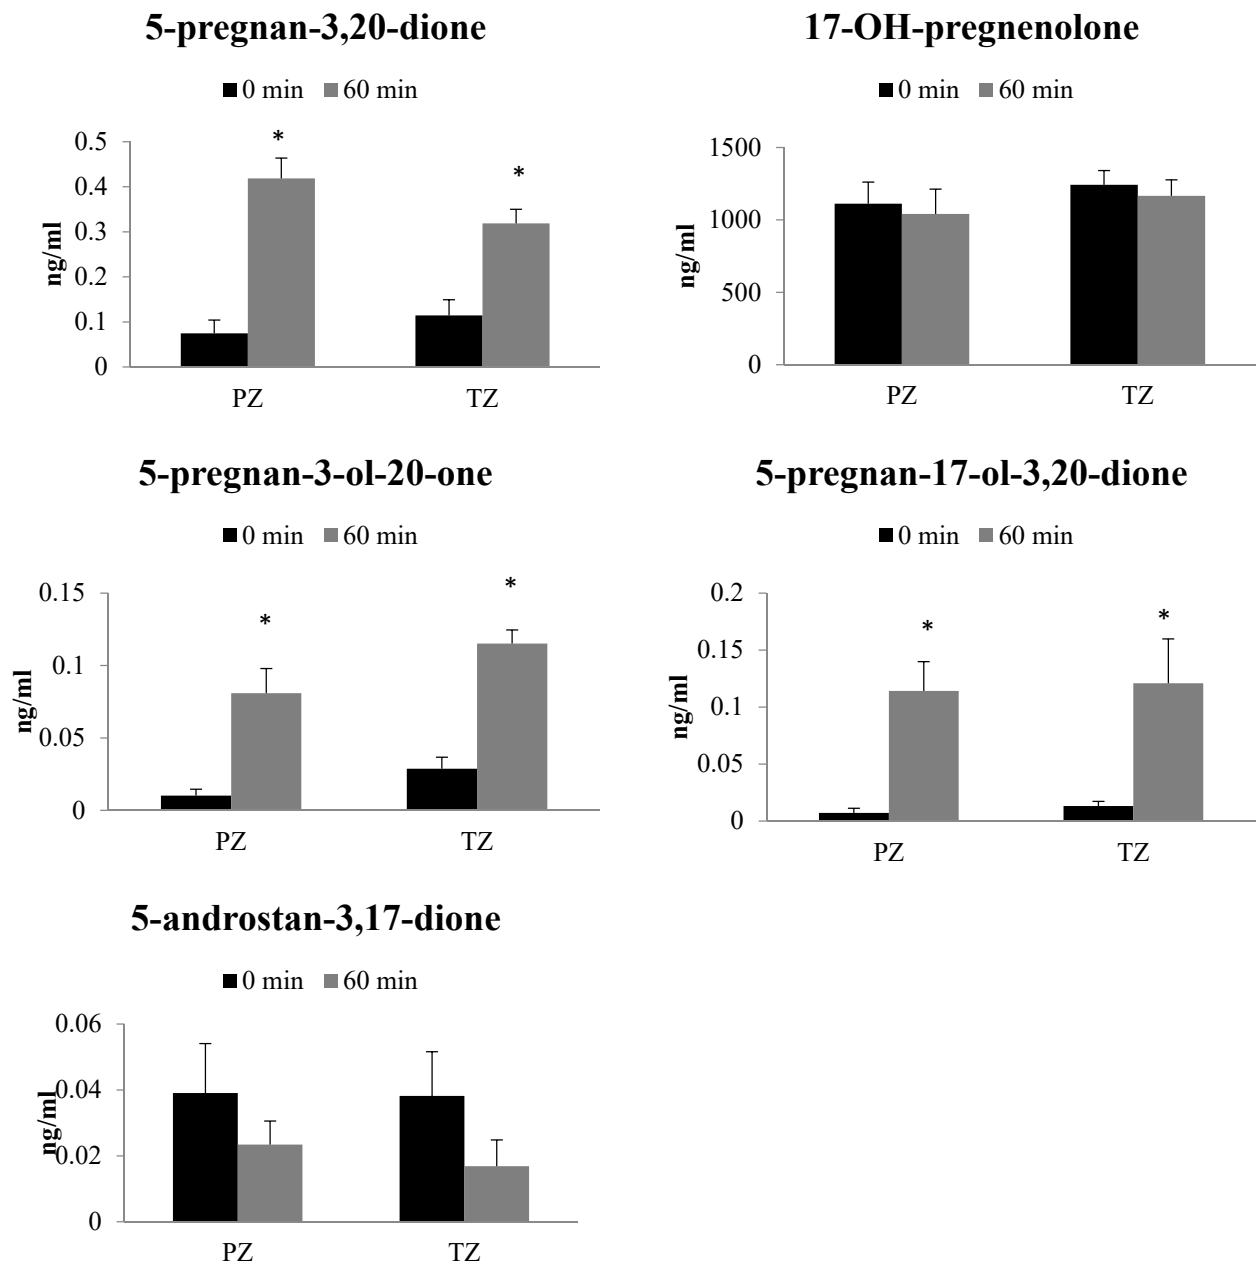 5-pregnan-3,20-dione
0 min 60 min
ng/ml
0.5
0.4
0.3
0.2
0.1
0
*
*
PZ TZ
17-OH-pregnenolone
0 min 60 min
ng/ml
1500
1000
500
0
PZ TZ
5-pregnan-3-ol-20-one
0 min 60 min
ng/ml
0.15
0.1
0.05
0
*
*
PZ TZ
5-pregnan-17-ol-3,20-dione
0 min 60 min
ng/ml
0.2
0.15
0.1
0.05
0
*
*
PZ TZ
5-androstan-3,17-dione
0 min 60 min
ng/ml
0.06
0.04
0.02
0
PZ TZ